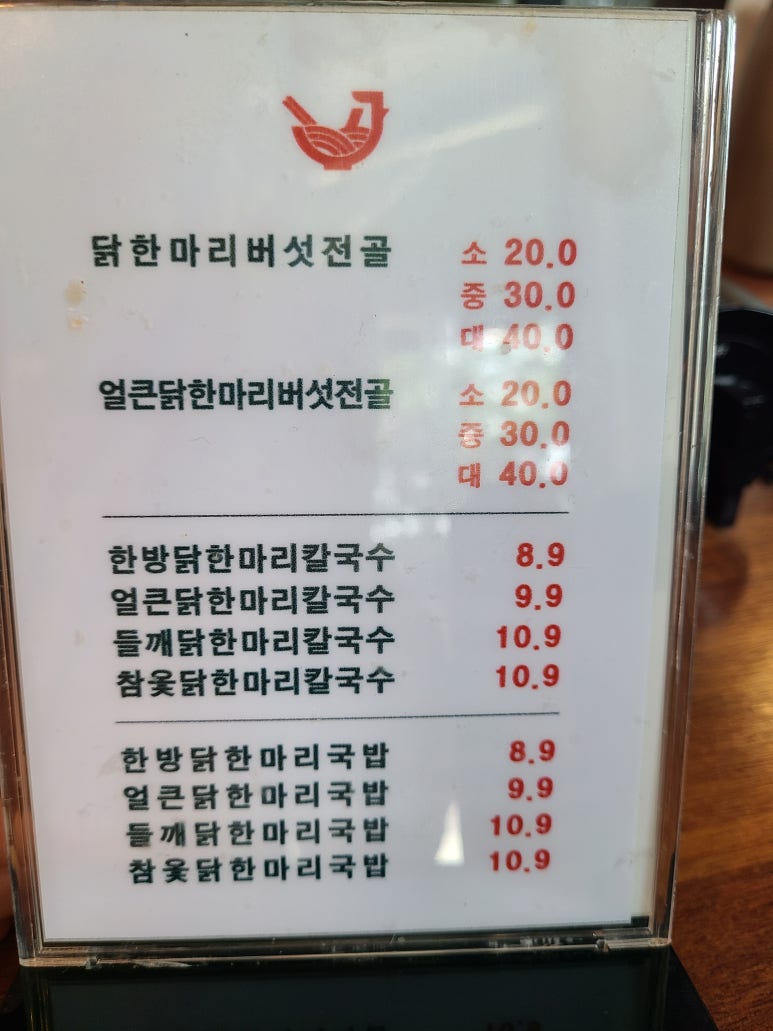 닭한마리버섯전골 소 20.0
중 30.0
대 40.0
얼큰닭한마리버섯전골 소 20.0
중 30.0
대 40.0
한방닭한마리칼국수 8.9
얼큰닭한마리칼국수 9.9
들깨닭한마리칼국수 10.9
참옻닭한마리칼국수 10.9
한방닭한마리국밥 8.9
얼큰닭한마리국밥 9.9
들깨닭한마리국밥 10.9
참옻닭한마리국밥 10.9